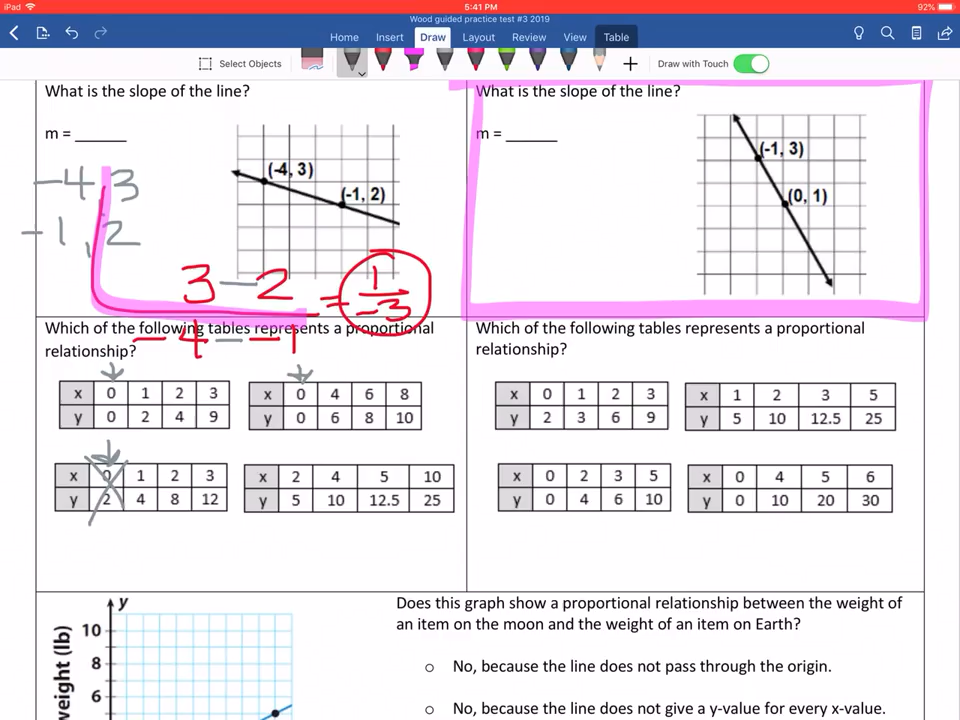 iPad 5:41 PM 92%
Wood guided practice test #3 2019
Home Insert Draw Layout Review View Table
Select Objects Draw with Touch
What is the slope of the line?
m = ______
-4, 3
-1, 2
(-4, 3)
(-1, 2)
3 - 2 = 1
-4 - -1 -3
What is the slope of the line?
m = ______
(-1, 3)
(0, 1)
Which of the following tables represents a proportional
relationship?
x 0 1 2 3
y 0 2 4 9
x 0 4 6 8
y 0 6 8 10
x 0 1 2 3
y 2 4 8 12
x 2 4 5 10
y 5 10 12.5 25
Which of the following tables represents a proportional
relationship?
x 0 1 2 3
y 2 3 6 9
x 1 2 3 5
y 5 10 12.5 25
x 0 2 3 5
y 0 4 6 10
x 0 4 5 6
y 0 10 20 30
y
10
8
6
weight (lb)
Does this graph show a proportional relationship between the weight of
an item on the moon and the weight of an item on Earth?
o No, because the line does not pass through the origin.
o No, because the line does not give a y-value for every x-value.